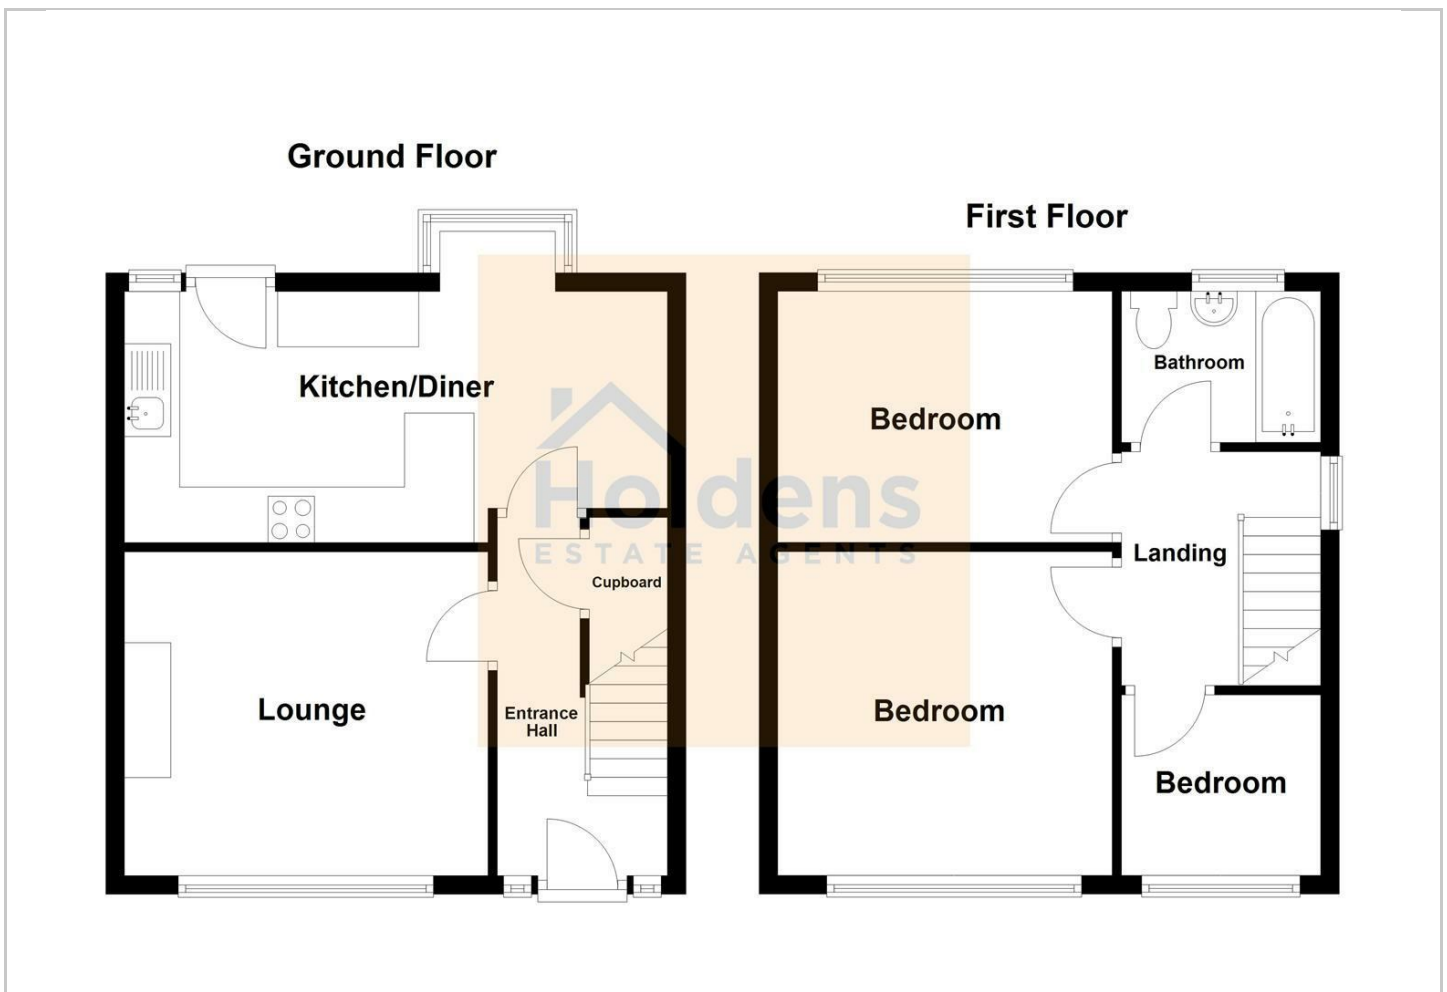 Ground Floor
First Floor
Kitchen/Diner
Bathroom
Bedroom
Holdens
ESTATE AGENTS
Landing
Cupboard
Lounge
Entrance
Hall
Bedroom
Bedroom